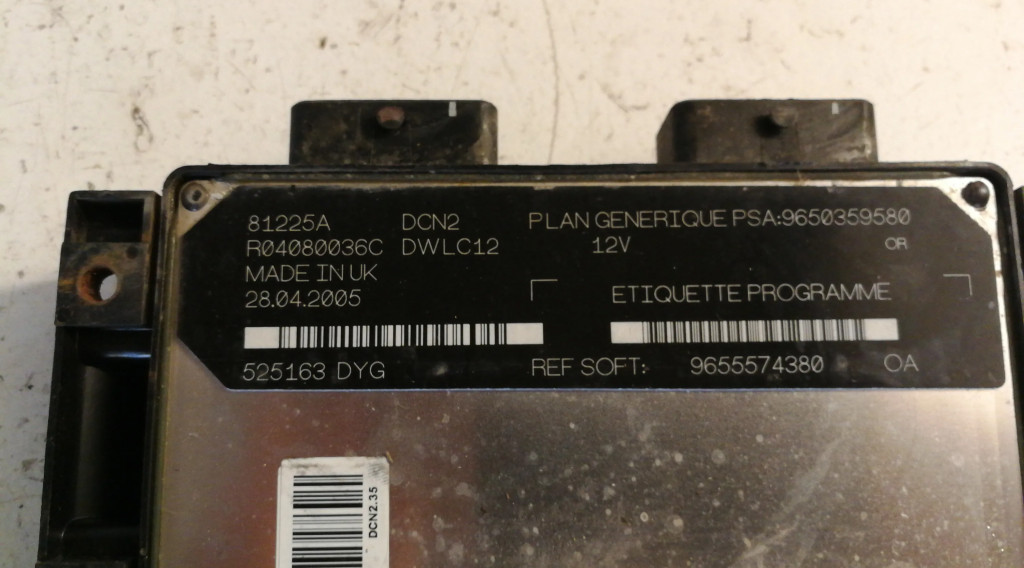 81225A DCN2 PLAN GENERIQUE PSA:9650359580
R04080036C DWLC12 12V OR
MADE IN UK
28.04.2005 ETIQUETTE PROGRAMME
525163 DYG REF SOFT: 9655574380 OA
DCN2.35